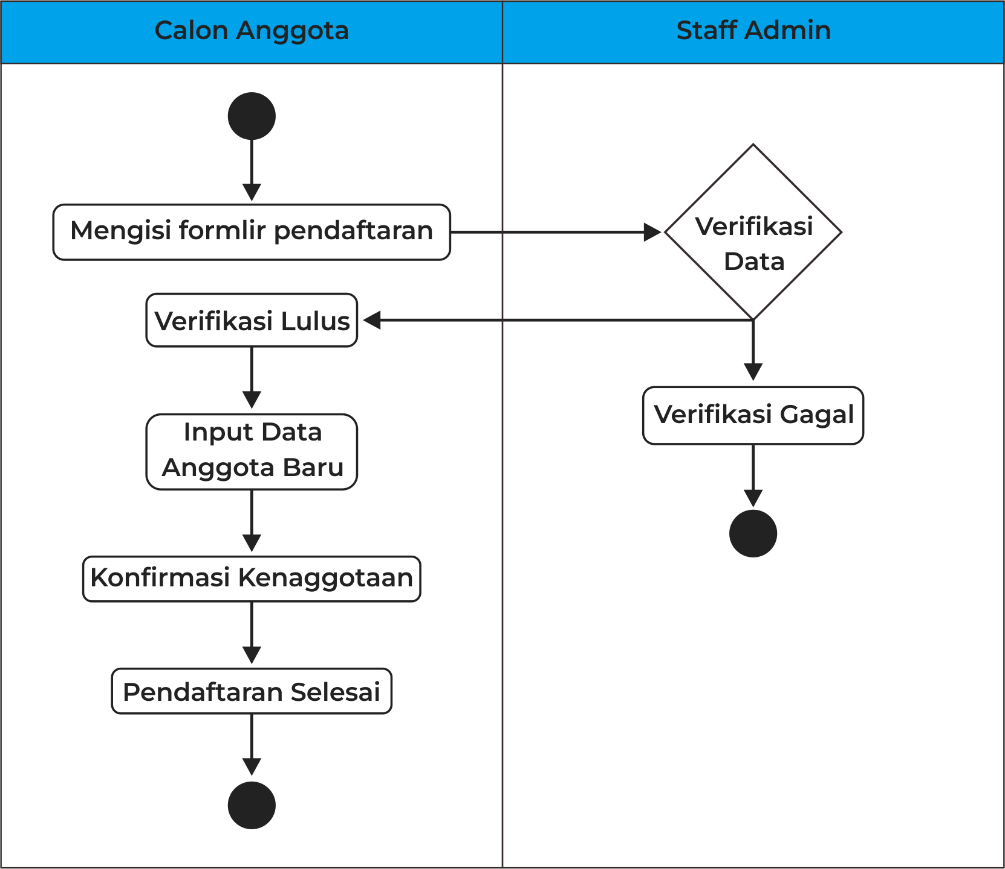 Calon Anggota
Staff Admin
Mengisi formlir pendaftaran
Verifikasi
Data
Verifikasi Lulus
Verifikasi Gagal
Input Data
Anggota Baru
Konfirmasi Kenaggotaan
Pendaftaran Selesai